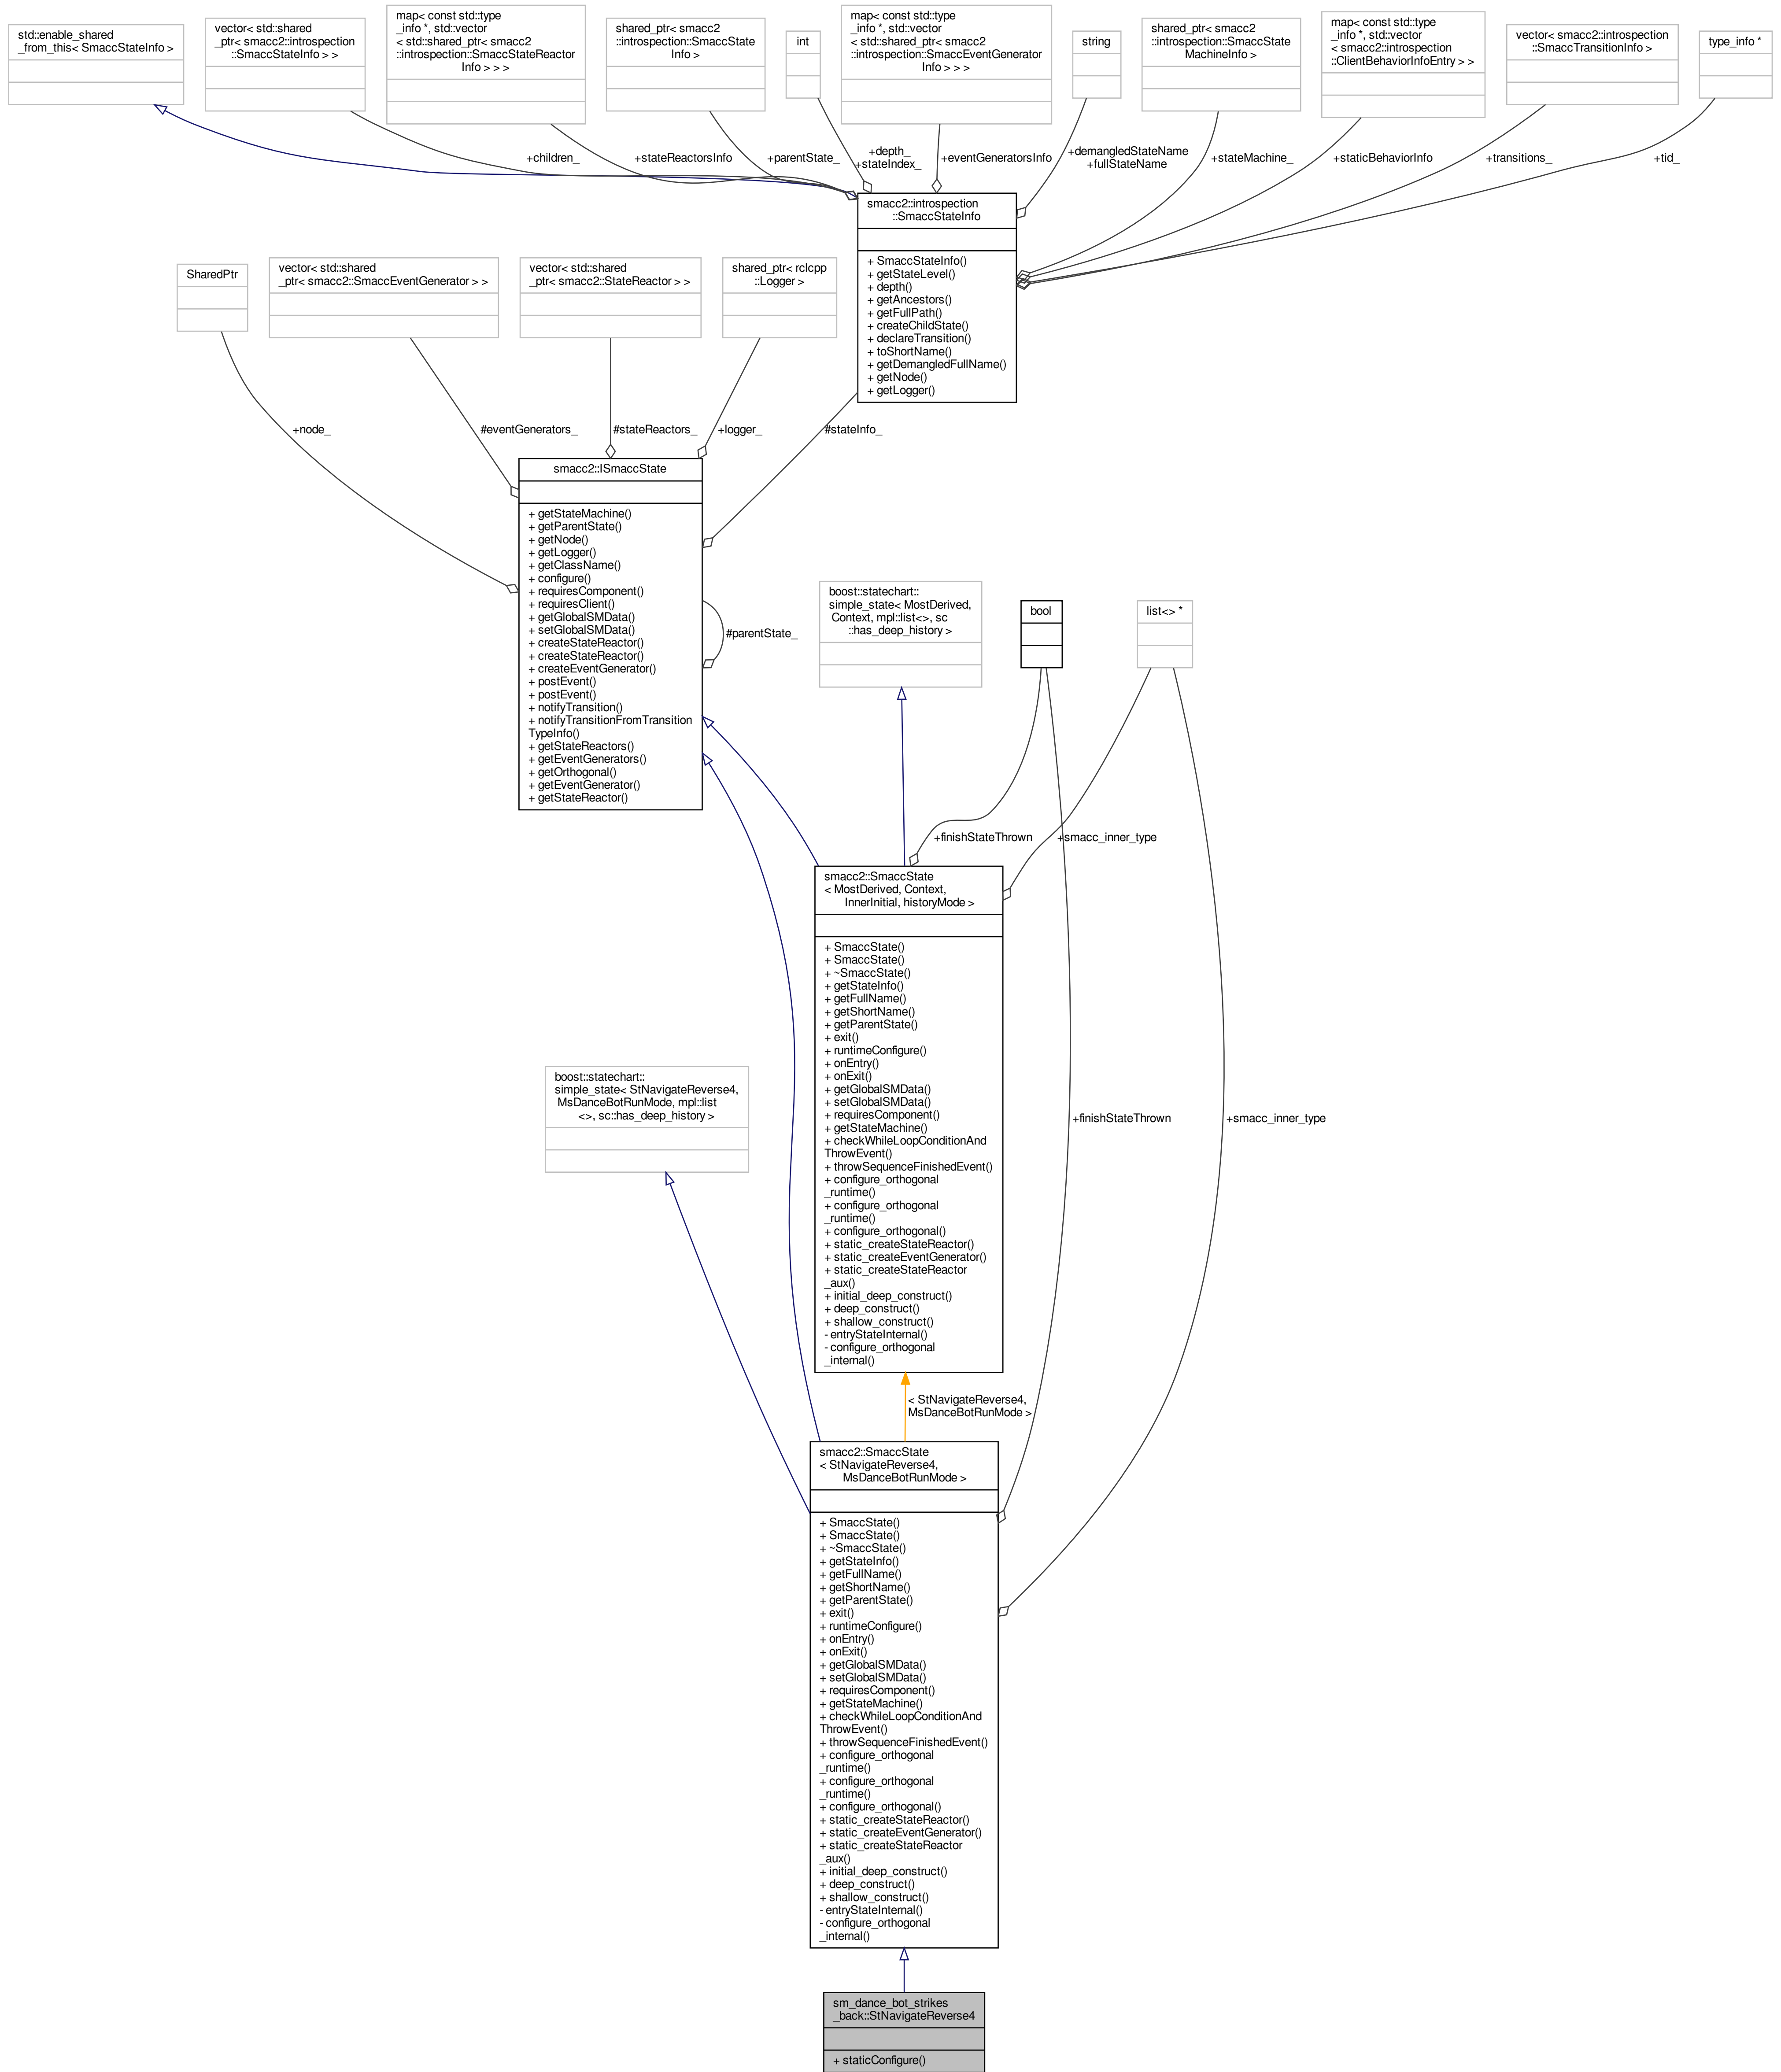 std::enable_shared
_from_this< SmaccStateInfo >
vector< std::shared
_ptr< smacc2::introspection
::SmaccStateInfo > >
map< const std::type
_info *, std::vector
< std::shared_ptr< smacc2
::introspection::SmaccStateReactor
Info > > >
shared_ptr< smacc2
::introspection::SmaccState
Info >
int
map< const std::type
_info *, std::vector
< std::shared_ptr< smacc2
::introspection::SmaccEventGenerator
Info > > >
string
shared_ptr< smacc2
::introspection::SmaccState
MachineInfo >
map< const std::type
_info *, std::vector
< smacc2::introspection
::ClientBehaviorInfoEntry > >
vector< smacc2::introspection
::SmaccTransitionInfo >
type_info *
+children_
+stateReactorsInfo
+parentState_
+depth_
+stateIndex_
+eventGeneratorsInfo
+demangledStateName
+fullStateName
+stateMachine_
+staticBehaviorInfo
+transitions_
+tid_
smacc2::introspection
::SmaccStateInfo
+ SmaccStateInfo()
+ getStateLevel()
+ depth()
+ getAncestors()
+ getFullPath()
+ createChildState()
+ declareTransition()
+ toShortName()
+ getDemangledFullName()
+ getNode()
+ getLogger()
SharedPtr
vector< std::shared
_ptr< smacc2::SmaccEventGenerator > >
vector< std::shared
_ptr< smacc2::StateReactor > >
shared_ptr< rclcpp
::Logger >
+node_
#eventGenerators_
#stateReactors_
+logger_
#stateInfo_
smacc2::ISmaccState
+ getStateMachine()
+ getParentState()
+ getNode()
+ getLogger()
+ getClassName()
+ configure()
+ requiresComponent()
+ requiresClient()
+ getGlobalSMData()
+ setGlobalSMData()
+ createStateReactor()
+ createStateReactor()
+ createEventGenerator()
+ postEvent()
+ postEvent()
+ notifyTransition()
+ notifyTransitionFromTransition
TypeInfo()
+ getStateReactors()
+ getEventGenerators()
+ getOrthogonal()
+ getEventGenerator()
+ getStateReactor()
#parentState_
boost::statechart::
simple_state< MostDerived,
Context, mpl::list<>, sc
::has_deep_history >
bool
list<> *
+finishStateThrown
+smacc_inner_type
smacc2::SmaccState
< MostDerived, Context,
InnerInitial, historyMode >
+ SmaccState()
+ SmaccState()
+ ~SmaccState()
+ getStateInfo()
+ getFullName()
+ getShortName()
+ getParentState()
+ exit()
+ runtimeConfigure()
+ onEntry()
+ onExit()
+ getGlobalSMData()
+ setGlobalSMData()
+ requiresComponent()
+ getStateMachine()
+ checkWhileLoopConditionAnd
ThrowEvent()
+ throwSequenceFinishedEvent()
+ configure_orthogonal
_runtime()
+ configure_orthogonal
_runtime()
+ configure_orthogonal()
+ static_createStateReactor()
+ static_createEventGenerator()
+ static_createStateReactor
_aux()
+ initial_deep_construct()
+ deep_construct()
+ shallow_construct()
- entryStateInternal()
- configure_orthogonal
_internal()
boost::statechart::
simple_state< StNavigateReverse4,
MsDanceBotRunMode, mpl::list
<>, sc::has_deep_history >
+finishStateThrown
+smacc_inner_type
< StNavigateReverse4,
MsDanceBotRunMode >
smacc2::SmaccState
< StNavigateReverse4,
MsDanceBotRunMode >
+ SmaccState()
+ SmaccState()
+ ~SmaccState()
+ getStateInfo()
+ getFullName()
+ getShortName()
+ getParentState()
+ exit()
+ runtimeConfigure()
+ onEntry()
+ onExit()
+ getGlobalSMData()
+ setGlobalSMData()
+ requiresComponent()
+ getStateMachine()
+ checkWhileLoopConditionAnd
ThrowEvent()
+ throwSequenceFinishedEvent()
+ configure_orthogonal
_runtime()
+ configure_orthogonal
_runtime()
+ configure_orthogonal()
+ static_createStateReactor()
+ static_createEventGenerator()
+ static_createStateReactor
_aux()
+ initial_deep_construct()
+ deep_construct()
+ shallow_construct()
- entryStateInternal()
- configure_orthogonal
_internal()
sm_dance_bot_strikes
_back::StNavigateReverse4
+ staticConfigure()